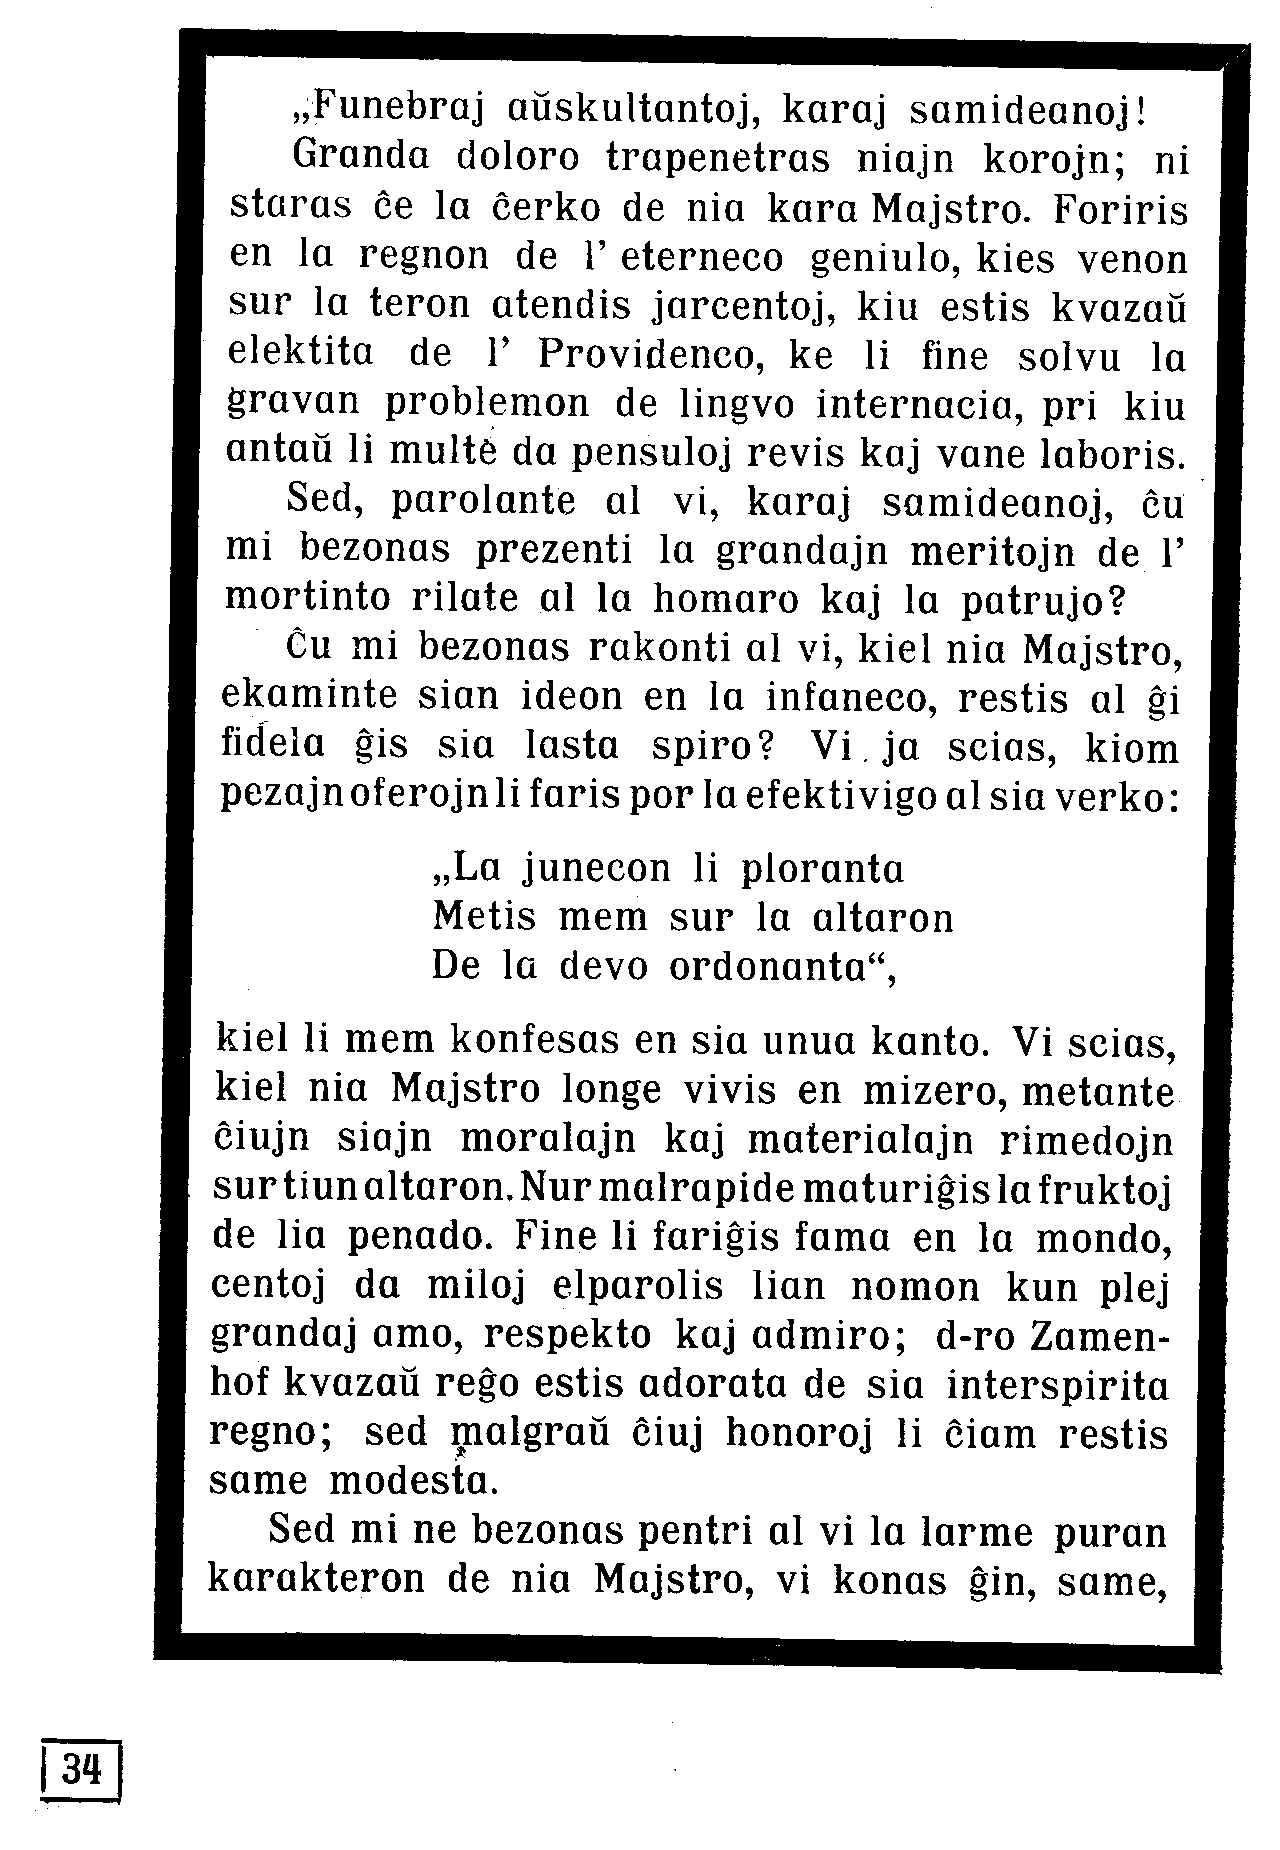 „Funebraj aŭskultantoj, karaj samideanoj!
Granda doloro trapenetras niajn korojn; ni
staras ĉe la ĉerko de nia kara Majstro. Foriris
en la regnon de l’ eterneco geniulo, kies venon
sur la teron atendis jarcentoj, kiu estis kvazaŭ
elektita de l’ Providenco, ke li fine solvu la
gravan problemon de lingvo internacia, pri kiu
antaŭ li multe da pensuloj revis kaj vane laboris.
Sed, parolante al vi, karaj samideanoj, ĉu
mi bezonas prezenti la grandajn meritojn de l’
mortinto rilate al la homaro kaj la patrujo?
Ĉu mi bezonas rakonti al vi, kiel nia Majstro,
ekaminte sian ideon en la infaneco, restis al ĝi
fidela ĝis sia lasta spiro? Vi ja scias, kiom
pezajn oferojn li faris por la efektivigo al sia verko:
„La junecon li ploranta
Metis mem sur la altaron
De la devo ordonanta“,
kiel li mem konfesas en sia unua kanto. Vi scias,
kiel nia Majstro longe vivis en mizero, metante
ĉiujn siajn moralajn kaj materialajn rimedojn
sur tiun altaron. Nur malrapide maturiĝis la fruktoj
de lia penado. Fine li fariĝis fama en la mondo,
centoj da miloj elparolis lian nomon kun plej
grandaj amo, respekto kaj admiro; d-ro Zamen-
hof kvazaŭ reĝo estis adorata de sia interspirita
regno; sed malgraŭ ĉiuj honoroj li ĉiam restis
same modesta.
Sed mi ne bezonas pentri al vi la larme puran
karakteron de nia Majstro, vi konas ĝin, same,
34